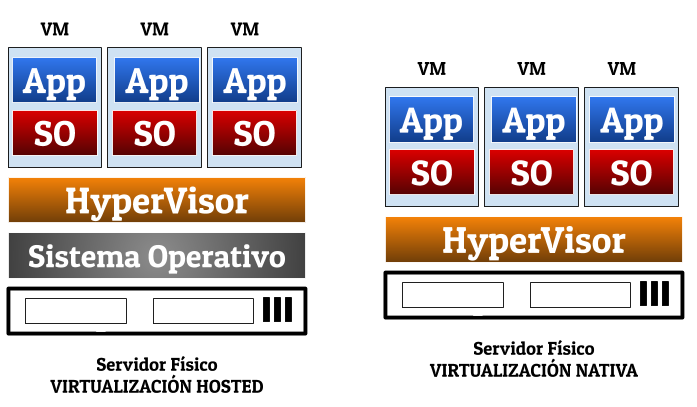 VM VM VM
App App App
SO SO SO
HyperVisor
Sistema Operativo
Servidor Físico
VIRTUALIZACIÓN HOSTED
VM VM VM
App App App
SO SO SO
HyperVisor
Servidor Físico
VIRTUALIZACIÓN NATIVA